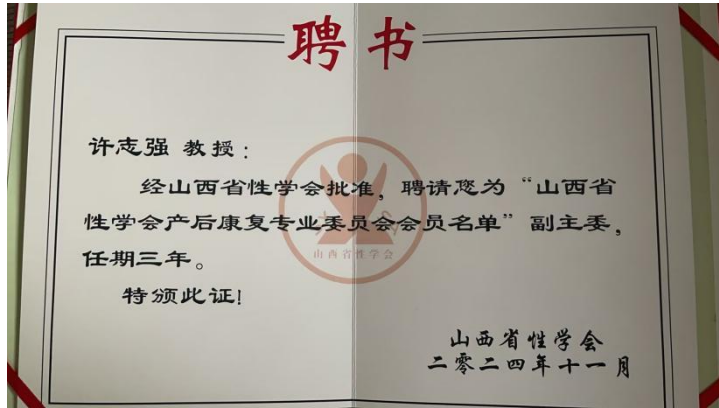 聘书
许志强 教授：
经山西省性学会批准，聘请您为“山西省
性学会产后康复专业委员会会员名单”副主委，
任期三年。
山西省性学会
特颁此证!
山西省性学会
二零二四年十一月